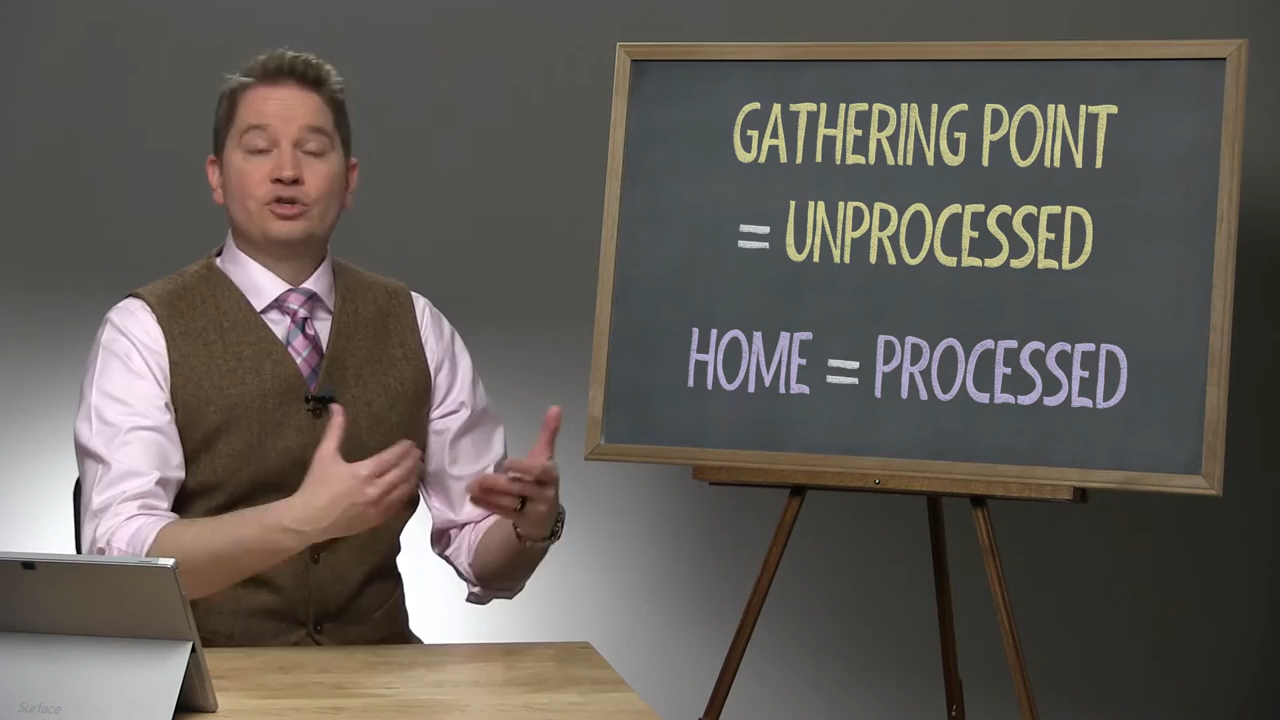 GATHERING POINT
= UNPROCESSED
HOME = PROCESSED
Surface